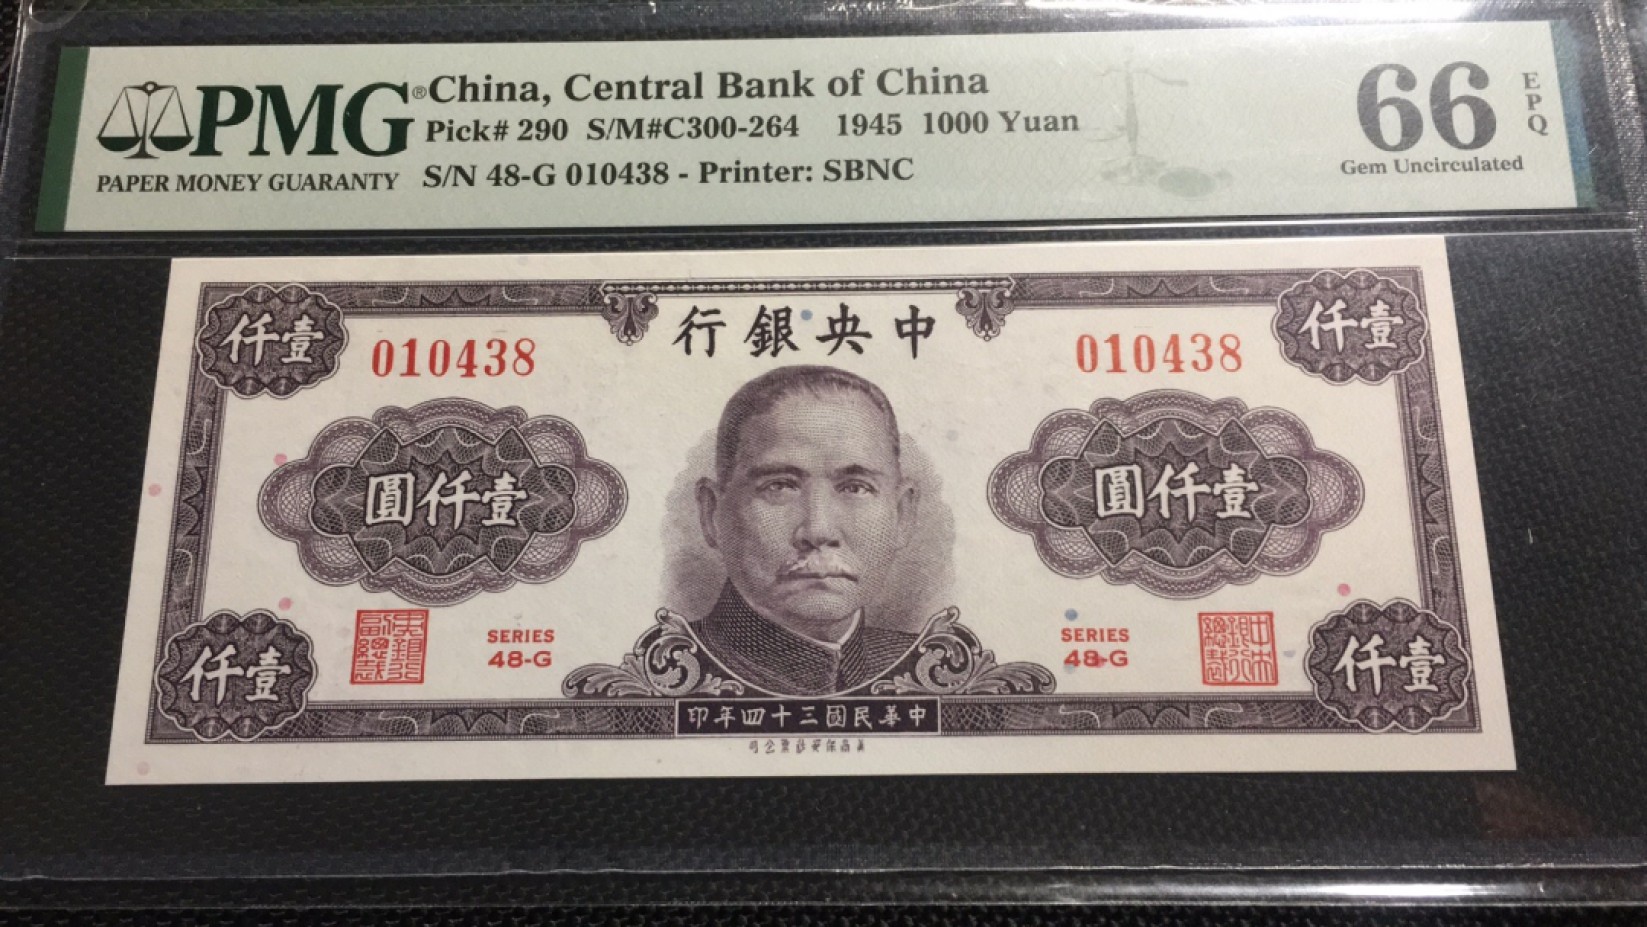 PMG® China, Central Bank of China
Pick# 290 S/M#C300-264 1945 1000 Yuan
PAPER MONEY GUARANTY S/N 48-G 010438 - Printer: SBNC
66 EPQ
Gem Uncirculated
仟壹 行銀央中 仟壹
010438 010438
圓仟壹 圓仟壹
SERIES SERIES
48-G 48-G
仟壹 仟壹
印年四十三國民華中